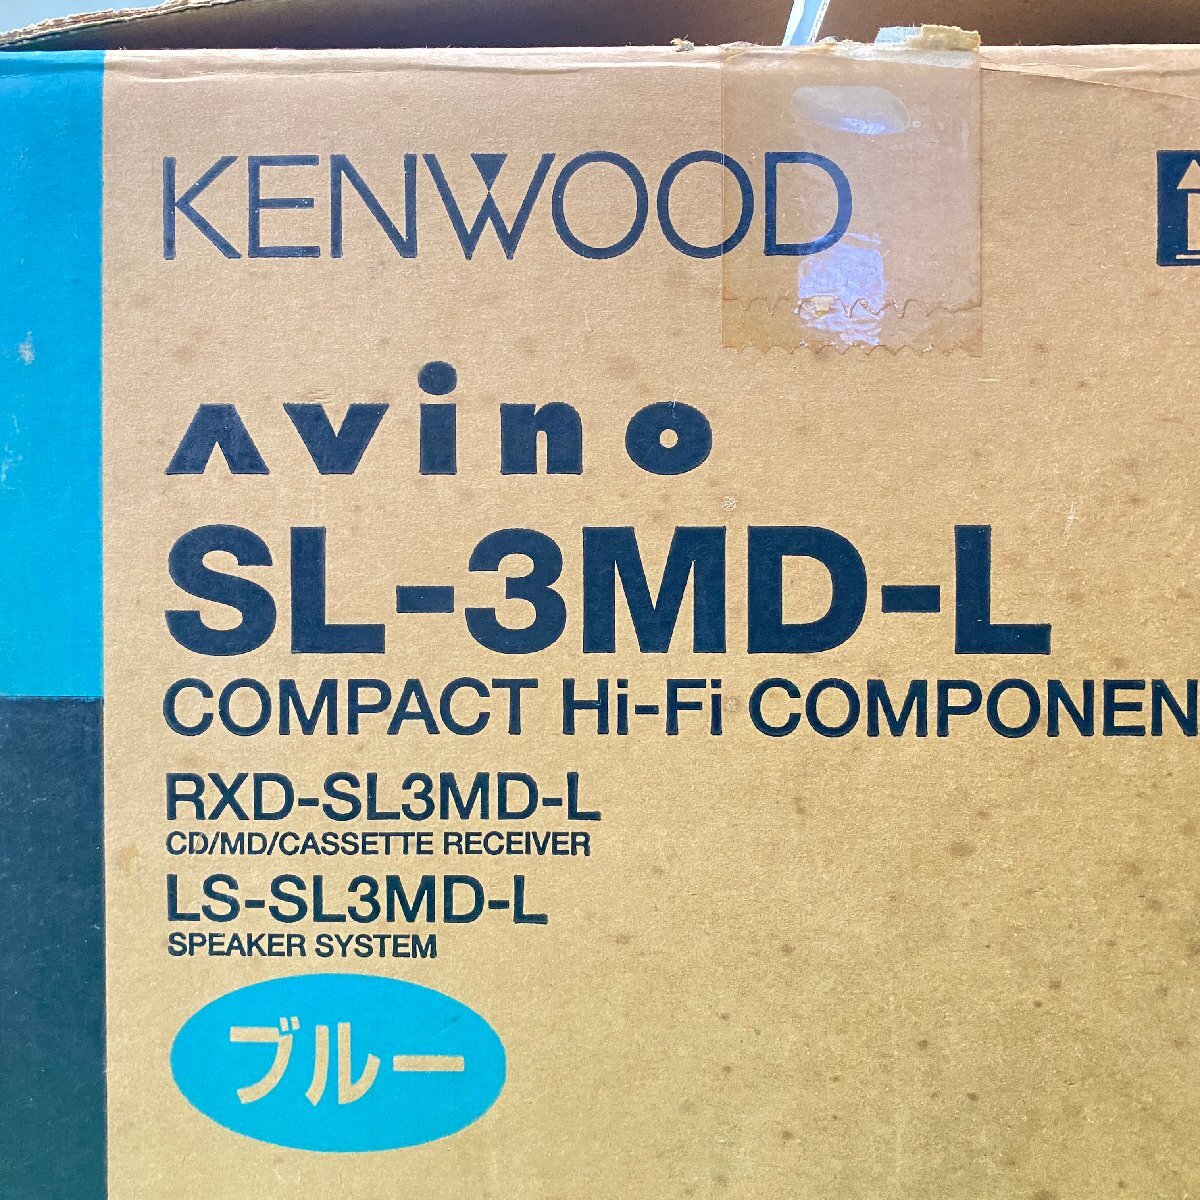 KENWOOD
Avino
SL-3MD-L
COMPACT Hi-Fi COMPONEN
RXD-SL3MD-L
CD/MD/CASSETTE RECEIVER
LS-SL3MD-L
SPEAKER SYSTEM
ブルー